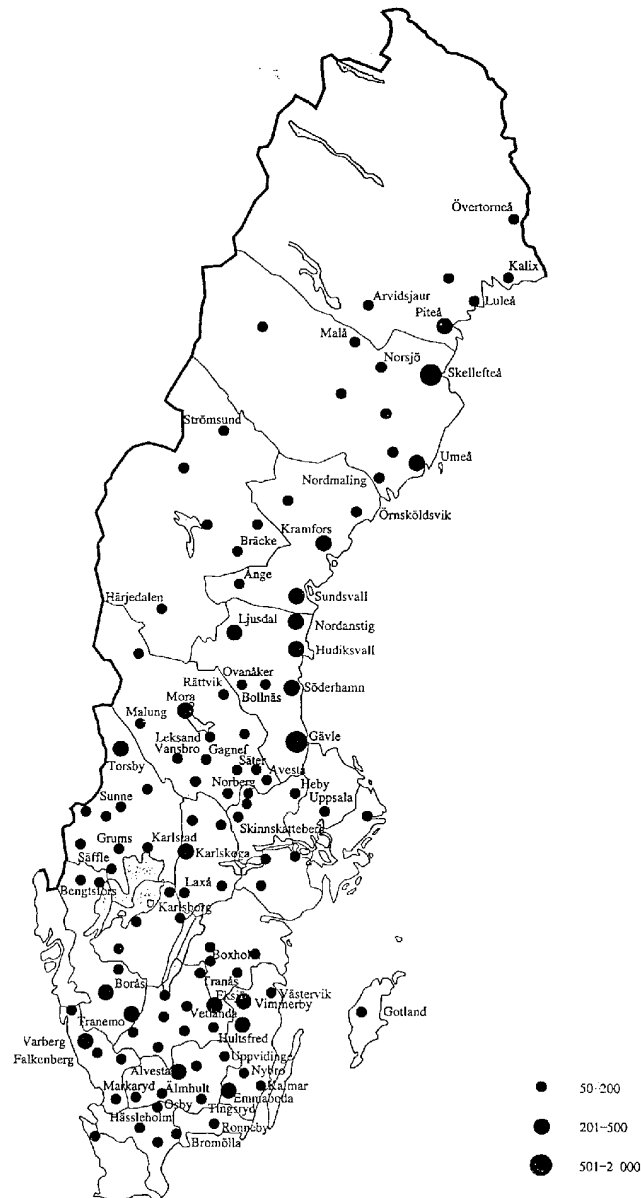 Övertorneå
Kalix
Arvidsjaur
Luleå
Piteå
Malå
Norsjö
Skellefteå
Strömsund
Umeå
Nordmaling
Örnsköldsvik
Kramfors
Bräcke
Ånge
Härjedalen
Sundsvall
Ljusdal
Nordanstig
Hudiksvall
Ovanåker
Rättvik
Bollnäs
Söderhamn
Mora
Malung
Leksand
Gävle
Vansbro
Gagnef
Torsby
Säter
Avesta
Sunne
Norberg
Heby
Uppsala
Skinnskatteberg
Grums
Karlstad
Säffle
Karlskoga
Bengtsfors
Laxå
Karlsborg
Boxholm
Tranås
Borås
Eksjö
Västervik
Vimmerby
Gotland
Tranemo
Vetlanda
Varberg
Hultsfred
Falkenberg
Uppvidinge
Alvesta
Nybro
Markaryd
Älmhult
Kalmar
Emmaboda
Osby
Tingsryd
Hässleholm
Ronneby
Bromölla
50-200
201-500
501-2 000